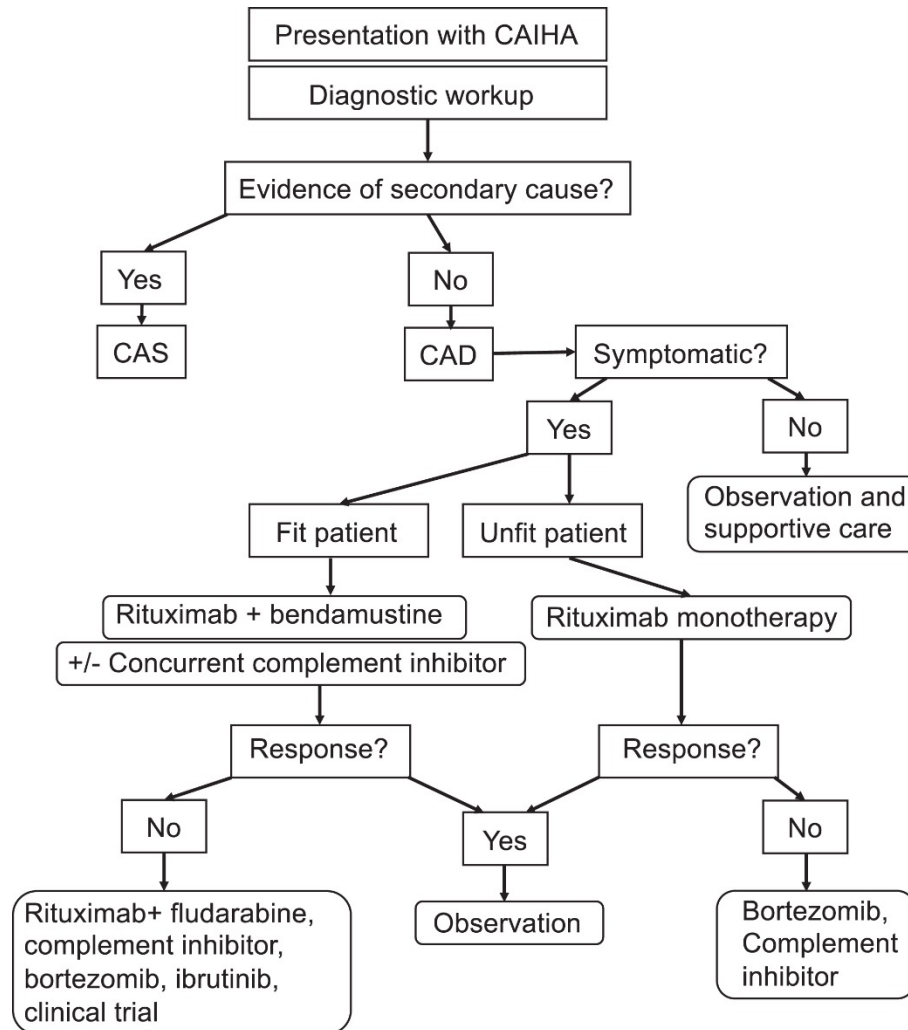 Presentation with CAIHA
Diagnostic workup
Evidence of secondary cause?
Yes
No
CAS
CAD
Symptomatic?
Yes
No
Observation and
supportive care
Fit patient
Unfit patient
Rituximab + bendamustine
+/- Concurrent complement inhibitor
Rituximab monotherapy
Response?
Response?
No
Yes
No
Rituximab+ fludarabine,
complement inhibitor,
bortezomib, ibrutinib,
clinical trial
Observation
Bortezomib,
Complement
inhibitor